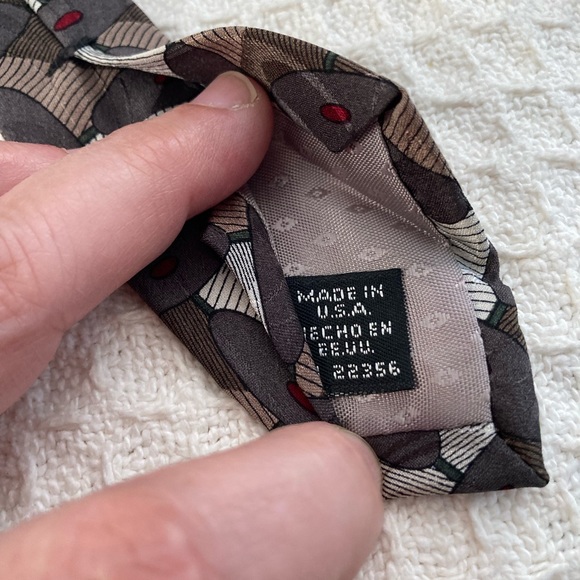 MADE IN
U.S.A.
HECHO EN
EE.UU.
22356